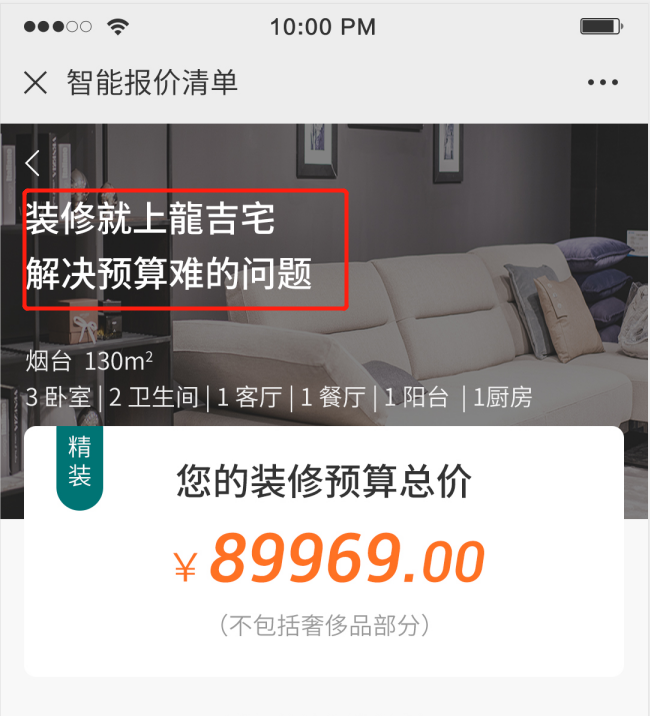 10:00 PM
智能报价清单
装修就上龍吉宅
解决预算难的问题
烟台 130m²
3 卧室 | 2 卫生间 | 1 客厅 | 1 餐厅 | 1 阳台 | 1厨房
精
装
您的装修预算总价
￥89969.00
（不包括奢侈品部分）